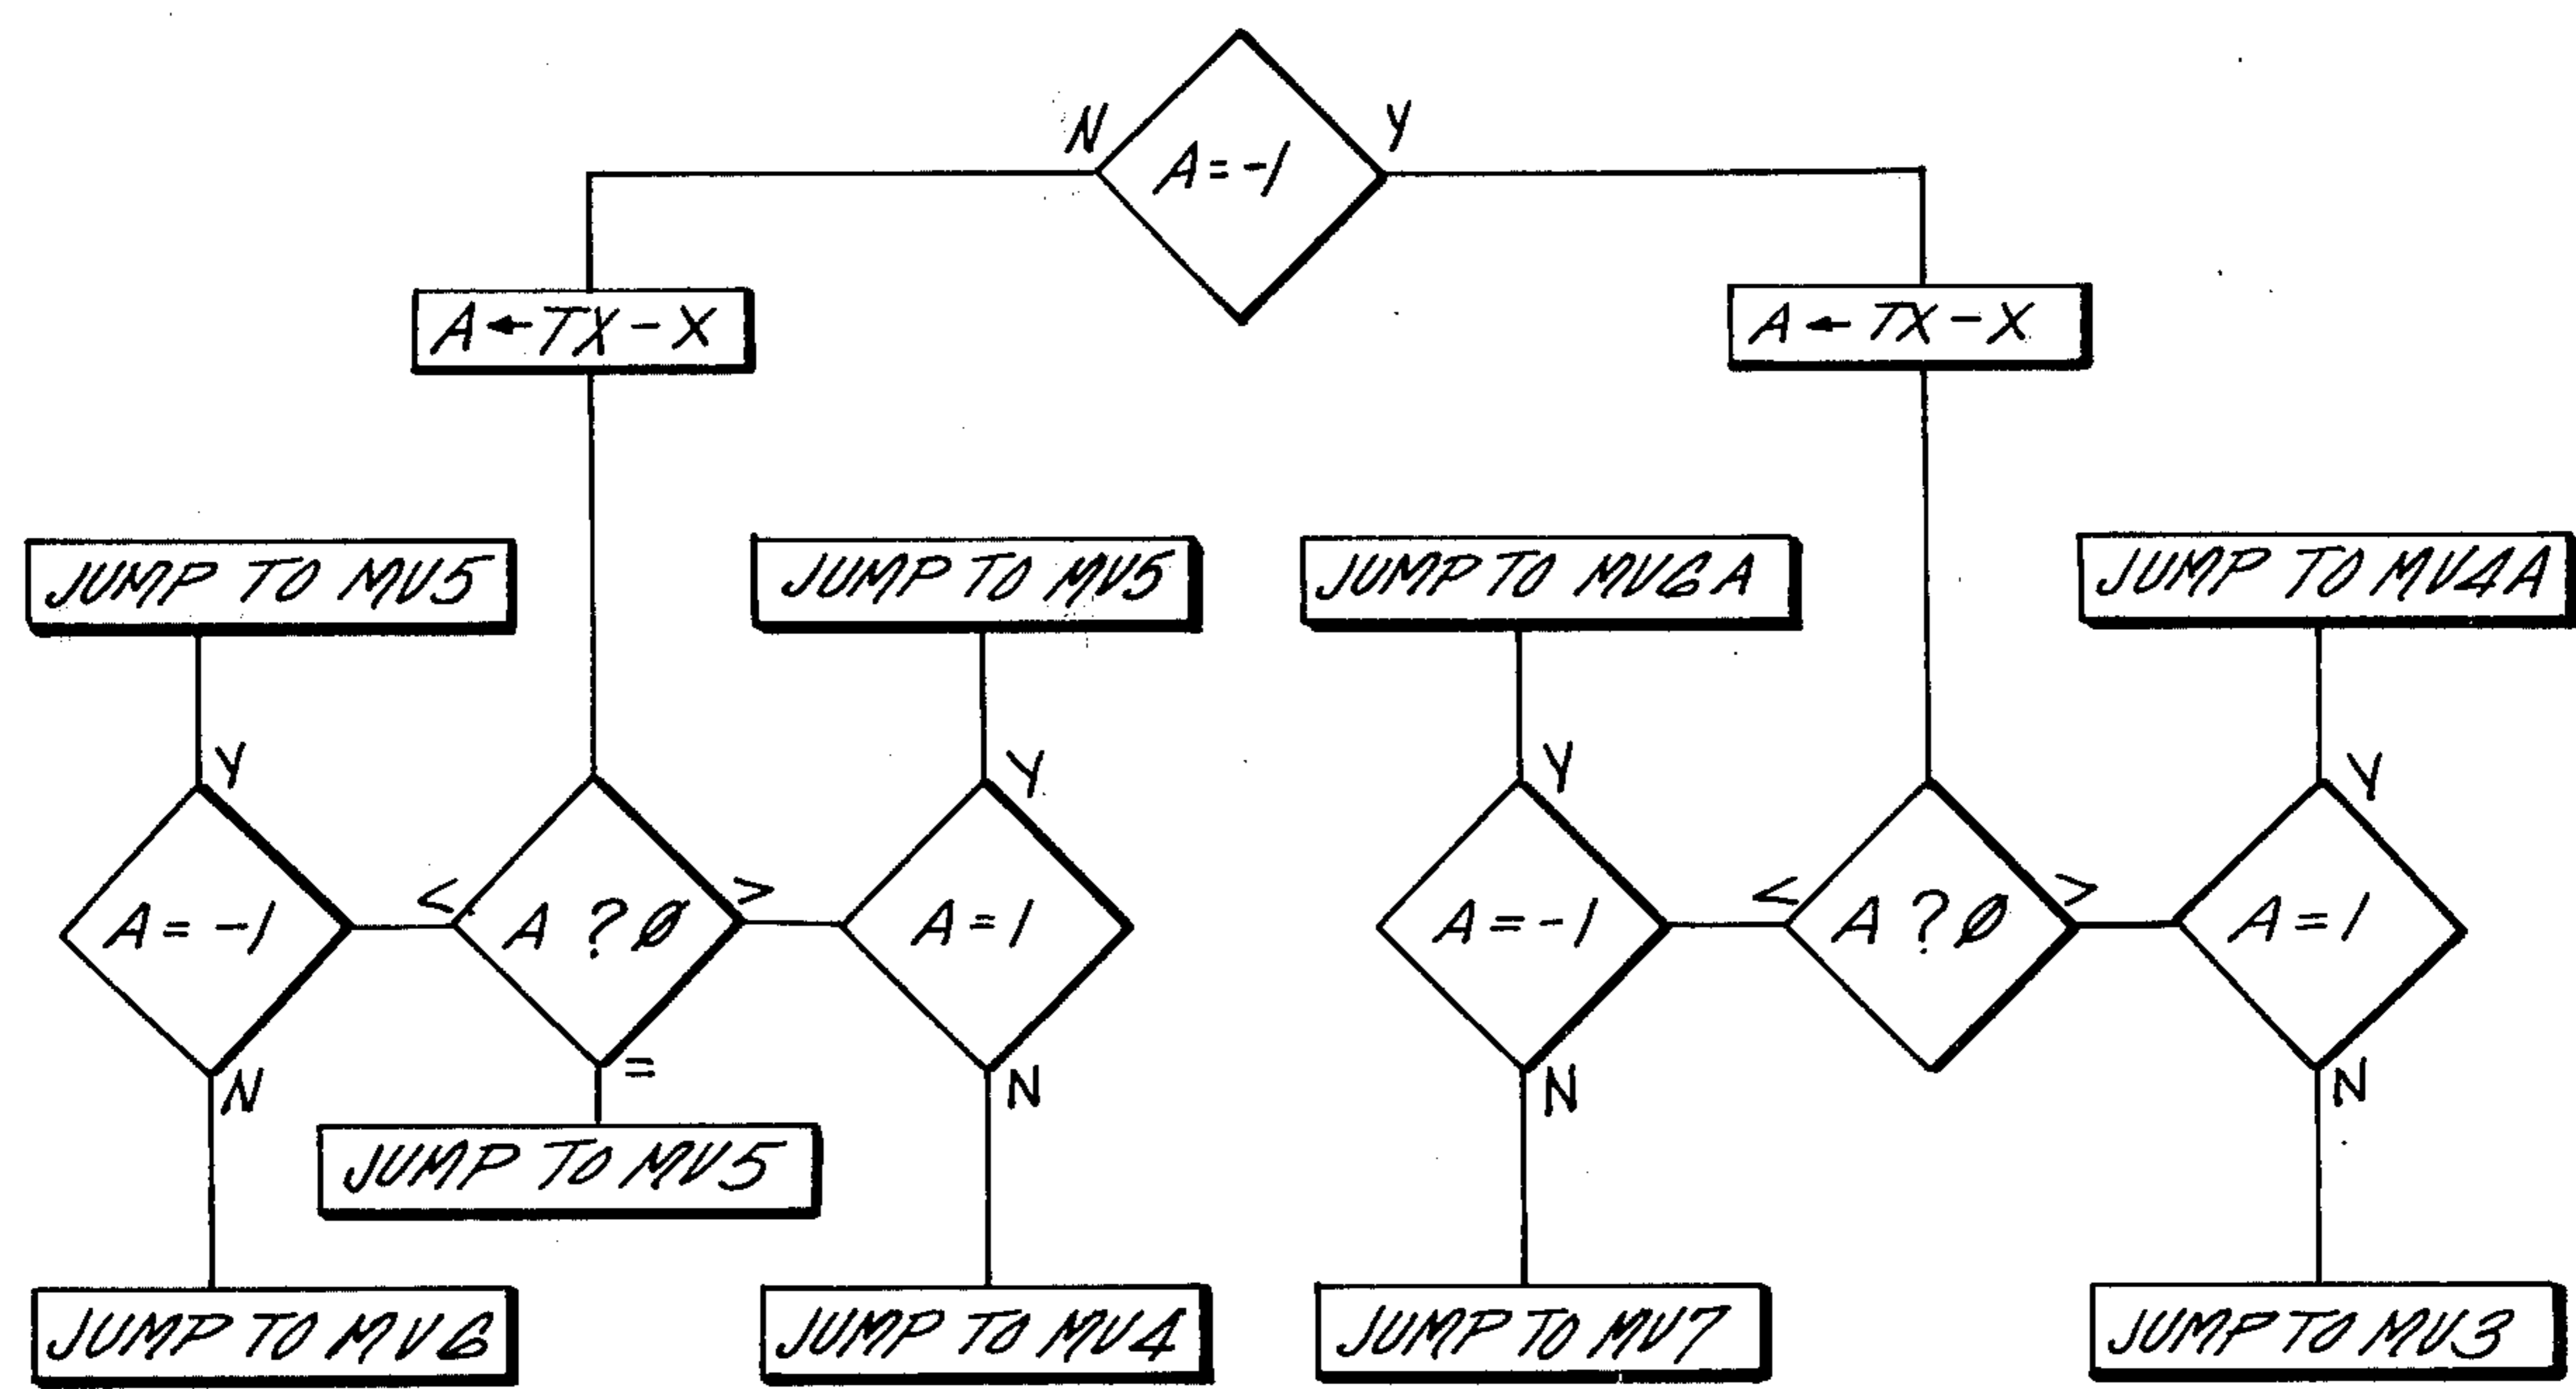 N
Y
A = -1
A ← TX - X
A ← TX - X
JUMP TO MV5
JUMP TO MV5
JUMP TO MV6A
JUMP TO MV4A
Y
Y
Y
Y
A = -1
<
A ? Ø
>
A = 1
A = -1
<
A ? Ø
>
A = 1
N
=
N
N
N
JUMP TO MV5
JUMP TO MV6
JUMP TO MV4
JUMP TO MV7
JUMP TO MV3